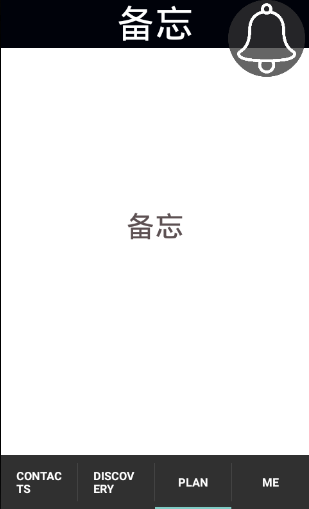 备忘
备忘
CONTAC
TS
DISCOV
ERY
PLAN
ME